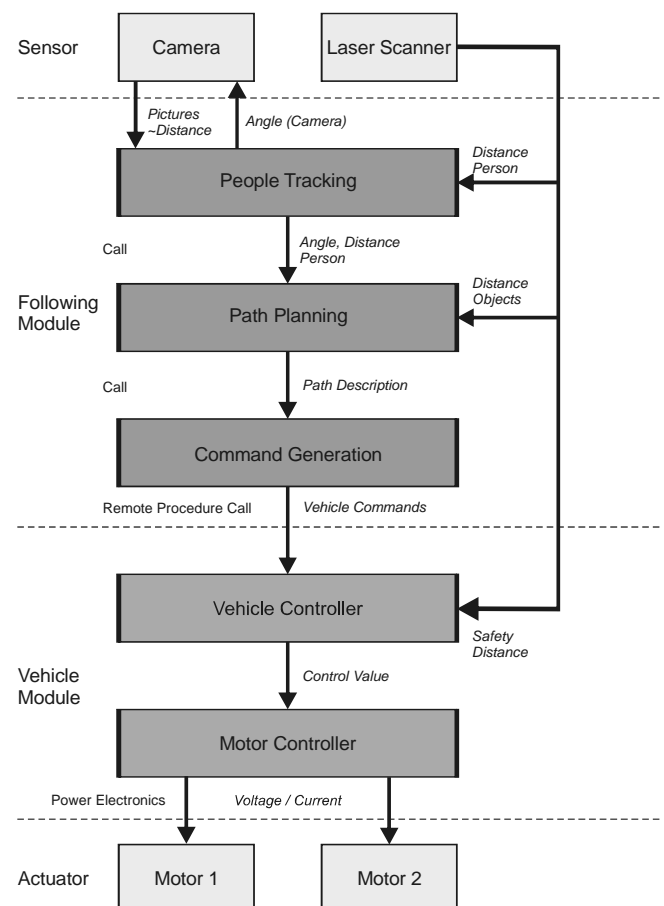 Sensor
Camera
Laser Scanner
Pictures
~Distance
Angle (Camera)
Distance
Person
People Tracking
Call
Angle, Distance
Person
Distance
Objects
Following
Module
Path Planning
Call
Path Description
Command Generation
Remote Procedure Call
Vehicle Commands
Vehicle Controller
Safety
Distance
Control Value
Vehicle
Module
Motor Controller
Power Electronics
Voltage / Current
Actuator
Motor 1
Motor 2